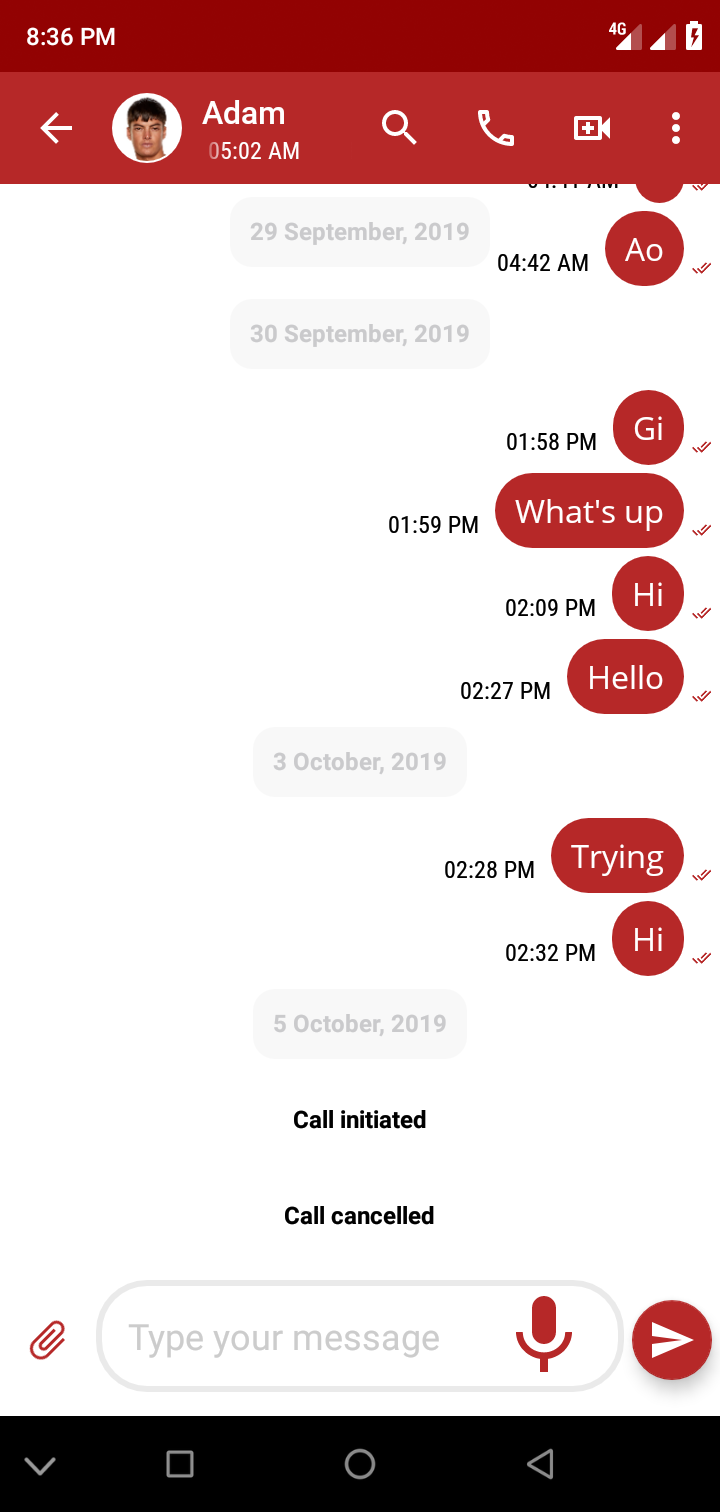 8:36 PM
4G
Adam
05:02 AM
29 September, 2019
04:42 AM
Ao
30 September, 2019
01:58 PM
Gi
01:59 PM
What's up
02:09 PM
Hi
02:27 PM
Hello
3 October, 2019
02:28 PM
Trying
02:32 PM
Hi
5 October, 2019
Call initiated
Call cancelled
Type your message